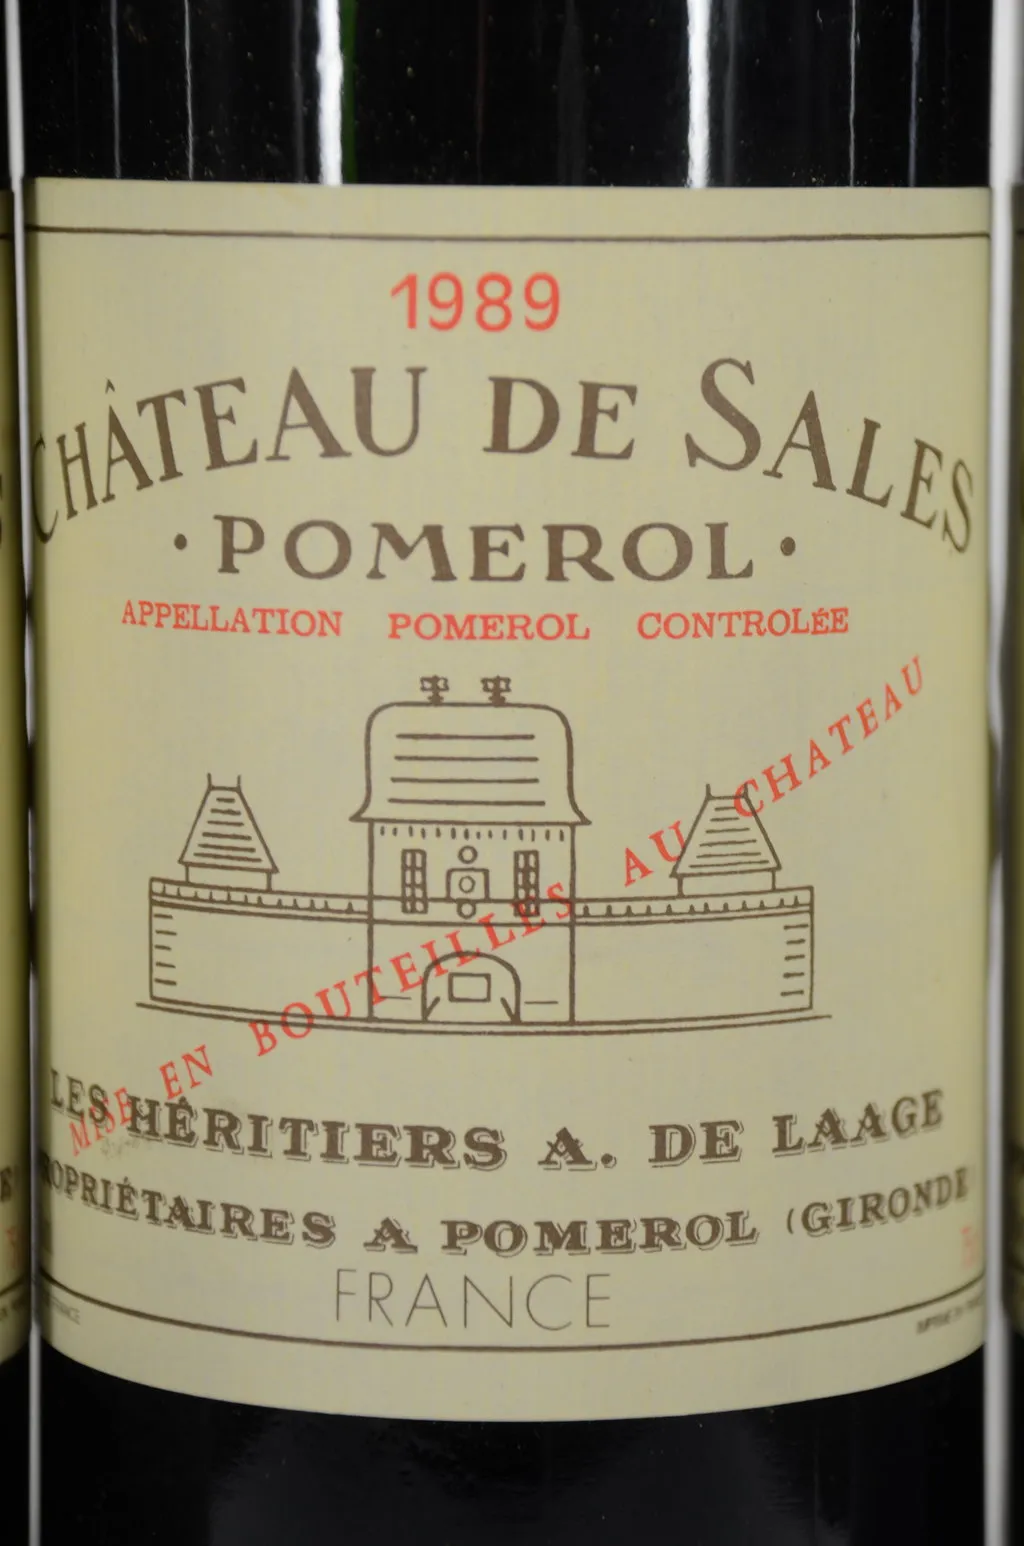 1989
CHÂTEAU DE SALES
· POMEROL ·
APPELLATION POMEROL CONTROLÉE
MISE EN BOUTEILLES AU CHATEAU
LES HÉRITIERS A. DE LAAGE
PROPRIÉTAIRES A POMEROL (GIRONDE
FRANCE